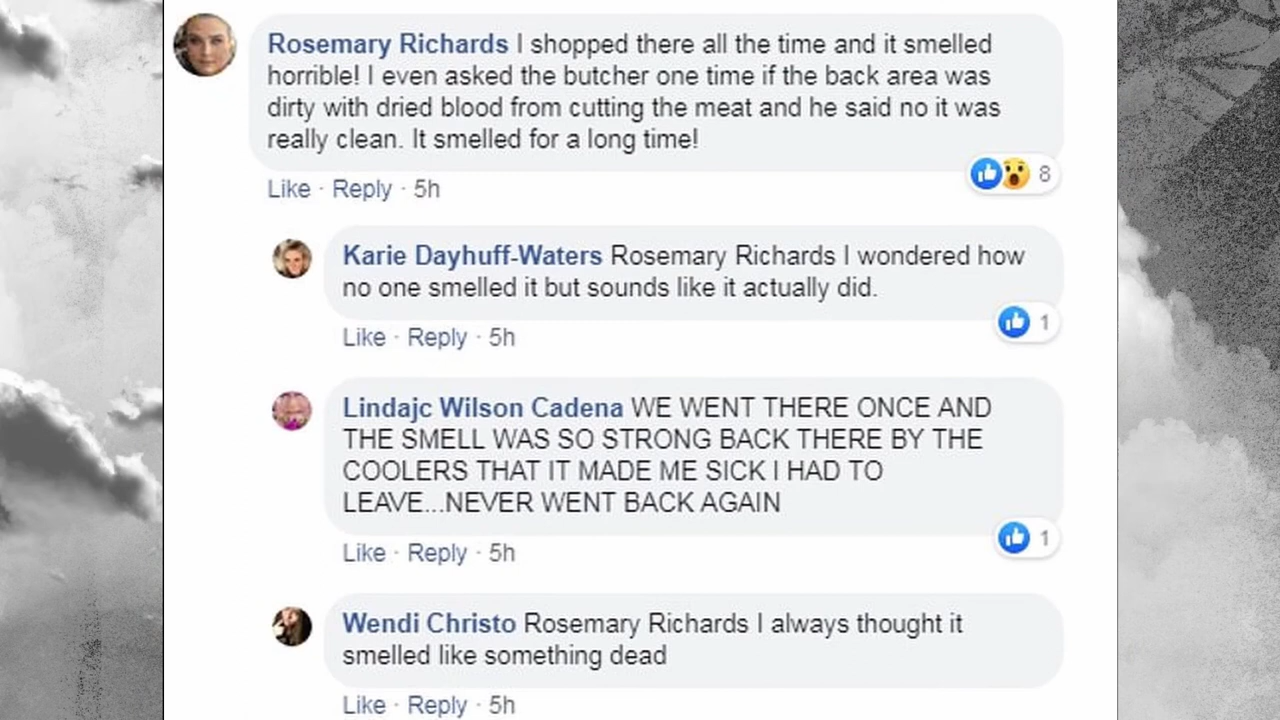 Rosemary Richards I shopped there all the time and it smelled
horrible! I even asked the butcher one time if the back area was
dirty with dried blood from cutting the meat and he said no it was
really clean. It smelled for a long time!
8
Like · Reply · 5h
Karie Dayhuff-Waters Rosemary Richards I wondered how
no one smelled it but sounds like it actually did.
1
Like · Reply · 5h
Lindajc Wilson Cadena WE WENT THERE ONCE AND
THE SMELL WAS SO STRONG BACK THERE BY THE
COOLERS THAT IT MADE ME SICK I HAD TO
LEAVE...NEVER WENT BACK AGAIN
1
Like · Reply · 5h
Wendi Christo Rosemary Richards I always thought it
smelled like something dead
Like · Reply · 5h